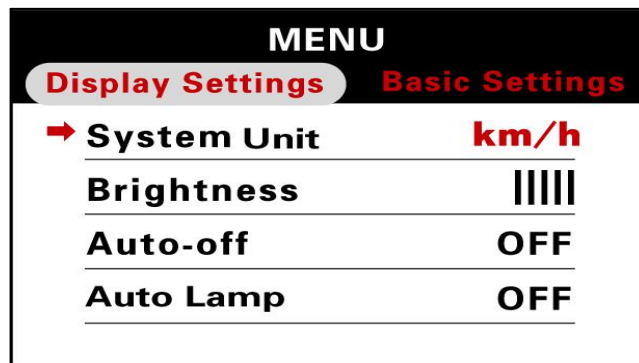 MENU
Display Settings Basic Settings
System Unit km/h
Brightness
Auto-off OFF
Auto Lamp OFF